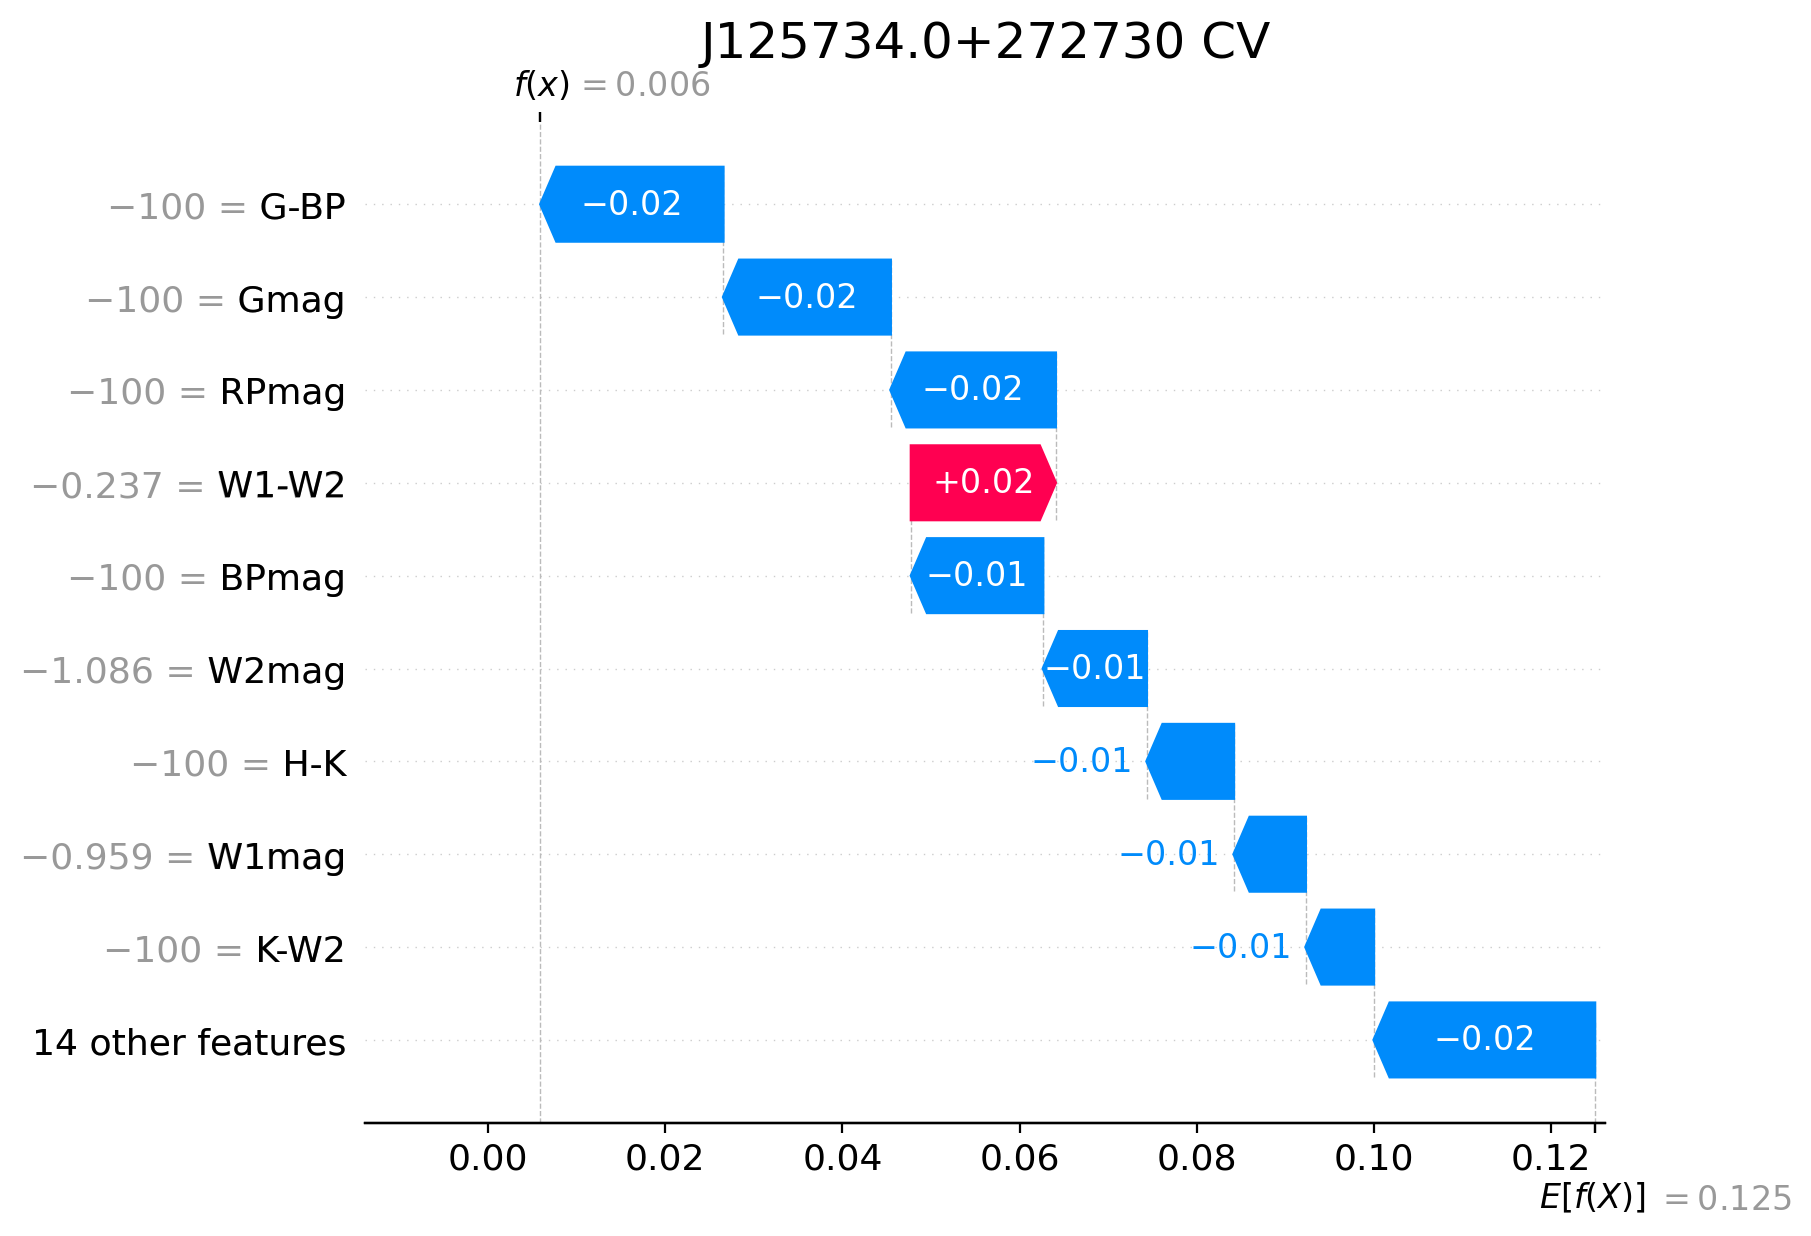 J125734.0+272730 CV
f(x) = 0.006
−100 = G-BP −0.02
−100 = Gmag −0.02
−100 = RPmag −0.02
−0.237 = W1-W2 +0.02
−100 = BPmag −0.01
−1.086 = W2mag −0.01
−100 = H-K −0.01
−0.959 = W1mag −0.01
−100 = K-W2 −0.01
14 other features −0.02
0.00 0.02 0.04 0.06 0.08 0.10 0.12
E[f(X)] = 0.125